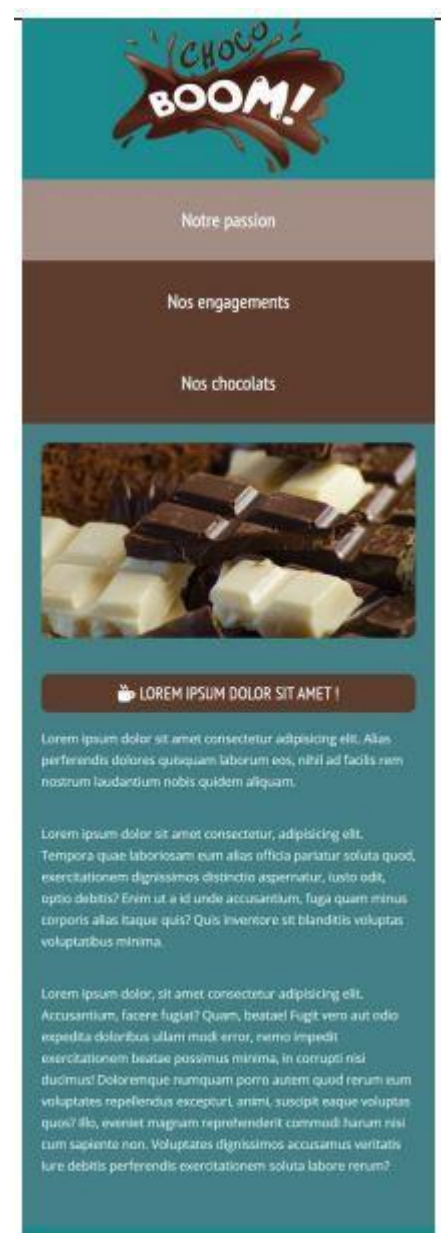 CHOCO
BOOM!
Notre passion
Nos engagements
Nos chocolats
LOREM IPSUM DOLOR SIT AMET !
Lorem ipsum dolor sit amet consectetur adipisicing elit. Alias
perferendis dolores quisquam laborum eos, nihil ad facilis rem
nostrum laudantium nobis quidem aliquam.
Lorem ipsum dolor sit amet consectetur, adipisicing elit.
Tempora quae laboriosam eum alias officia pariatur soluta quod,
exercitationem dignissimos distinctio aspernatur, iusto odit,
optio debitis? Enim ut a id unde accusantium, fuga quam minus
corporis alias itaque quis? Quis inventore sit blanditiis voluptas
voluptatibus minima.
Lorem ipsum dolor, sit amet consectetur adipisicing elit.
Accusantium, facere fugiat? Quam, beatae! Fugit vero aut odio
expedita doloribus ullam modi error, nemo impedit
exercitationem beatae possimus minima, in corrupti nisi
ducimus! Doloremque numquam porro autem quod rerum eum
voluptates repellendus excepturi, animi, suscipit eaque voluptas
quos? Illo, eveniet magnam reprehenderit commodi harum nisi
cum sapiente non. Voluptates dignissimos accusamus veritatis
iure debitis perferendis exercitationem soluta labore rerum?